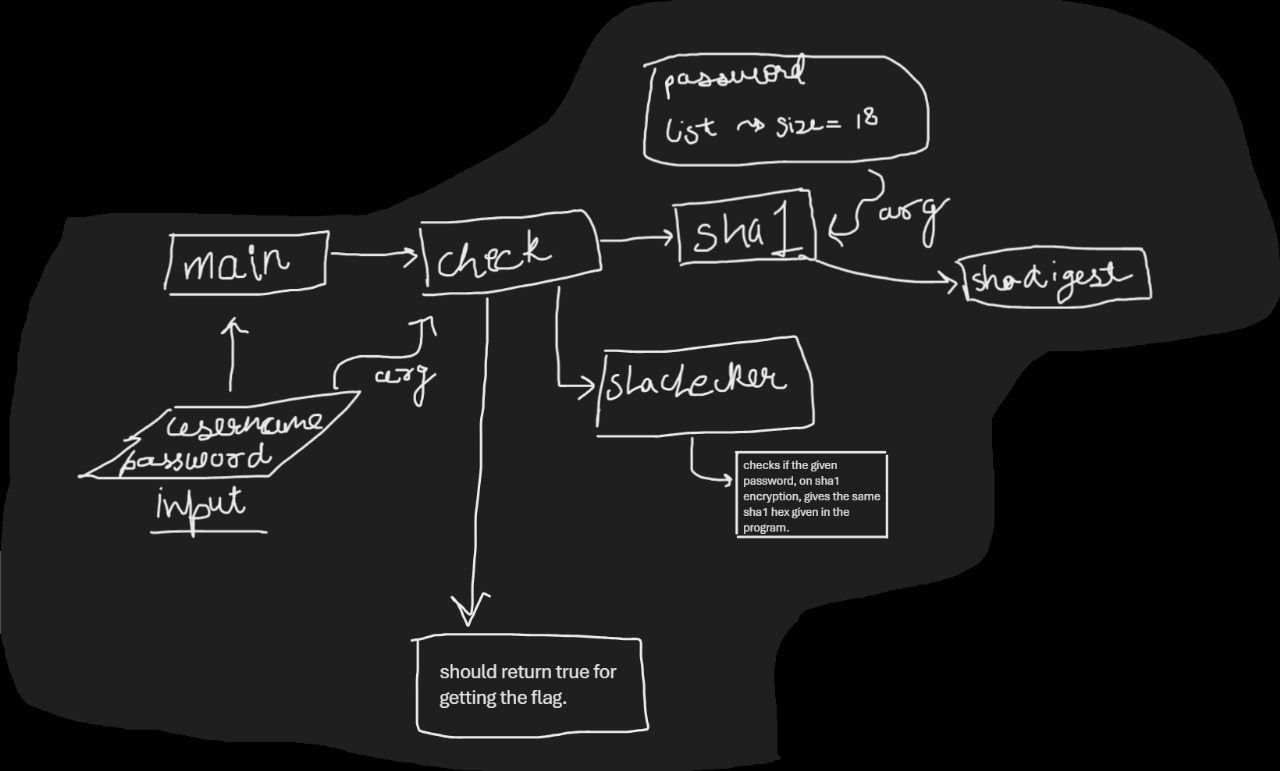 password
list ⤳ size = 18
main
check
sha1
arg
shadigest
arg
shachecker
username
password
input
checks if the given
password, on sha1
encryption, gives the same
sha1 hex given in the
program.
should return true for
getting the flag.